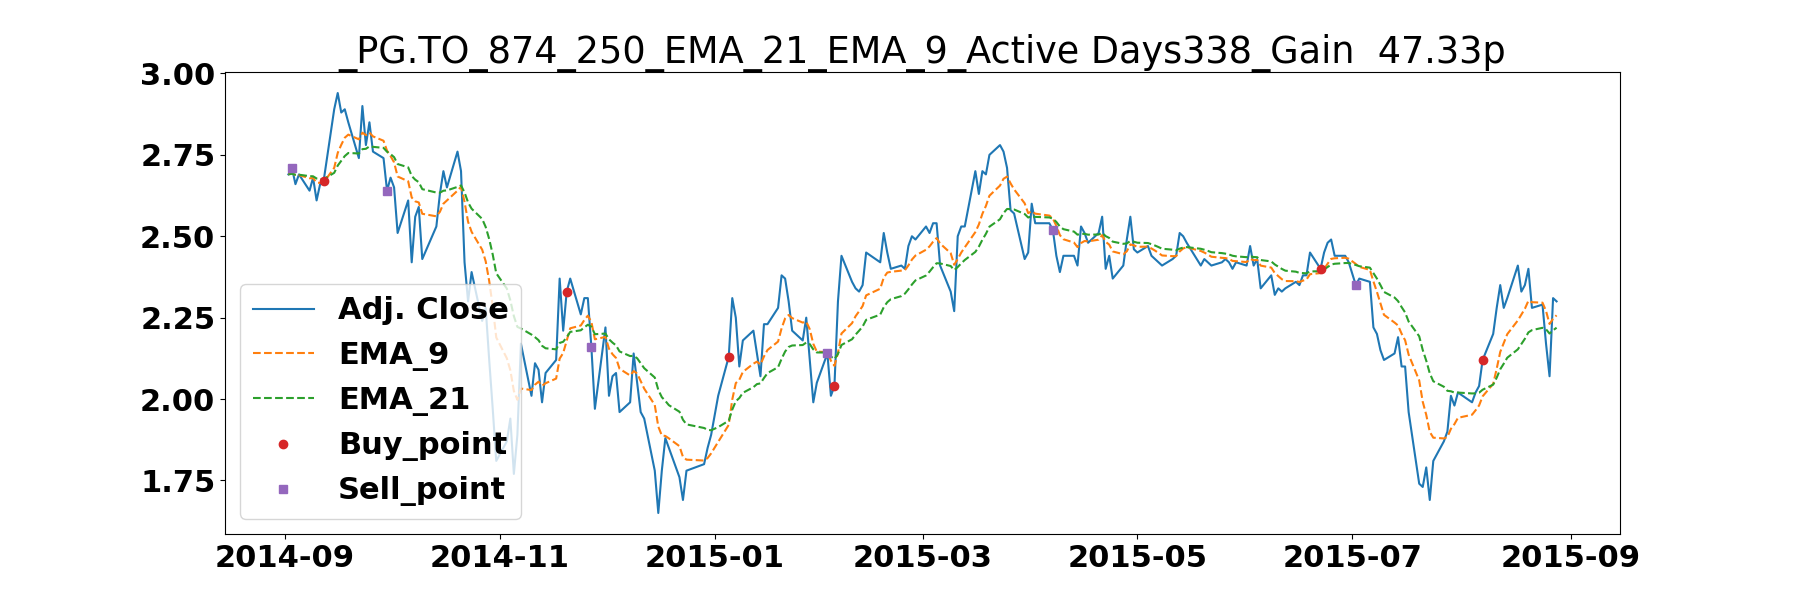 _PG.TO_874_250_EMA_21_EMA_9_Active Days338_Gain  47.33p
3.00
2.75
2.50
2.25
2.00
1.75
Adj. Close
EMA_9
EMA_21
Buy_point
Sell_point
2014-09 2014-11 2015-01 2015-03 2015-05 2015-07 2015-09